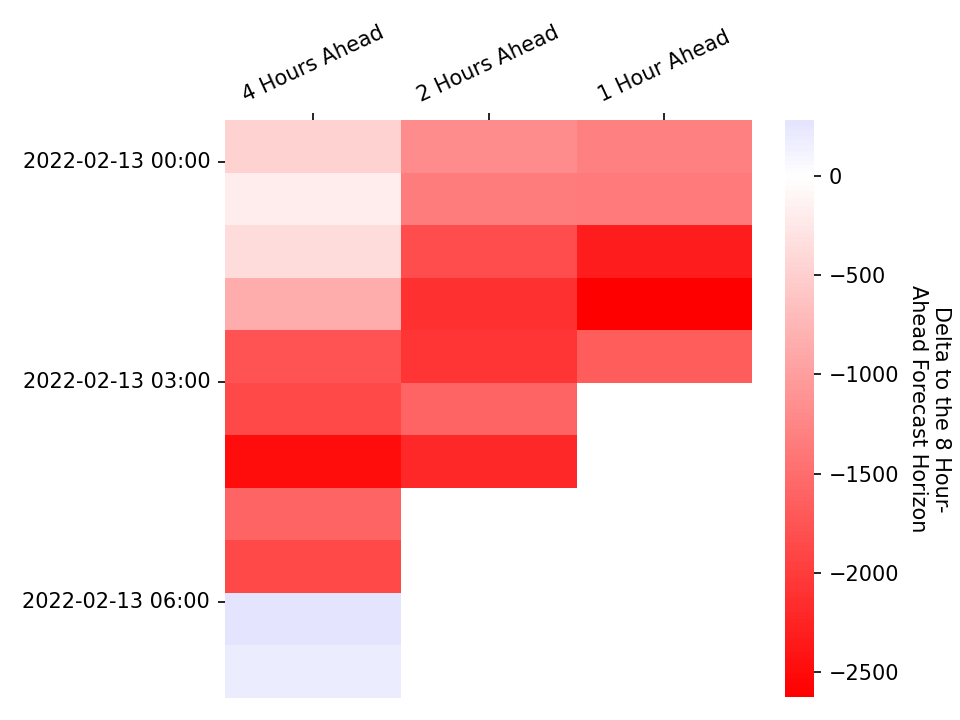 4 Hours Ahead
2 Hours Ahead
1 Hour Ahead
2022-02-13 00:00
2022-02-13 03:00
2022-02-13 06:00
0
−500
−1000
−1500
−2000
−2500
Delta to the 8 Hour-
Ahead Forecast Horizon